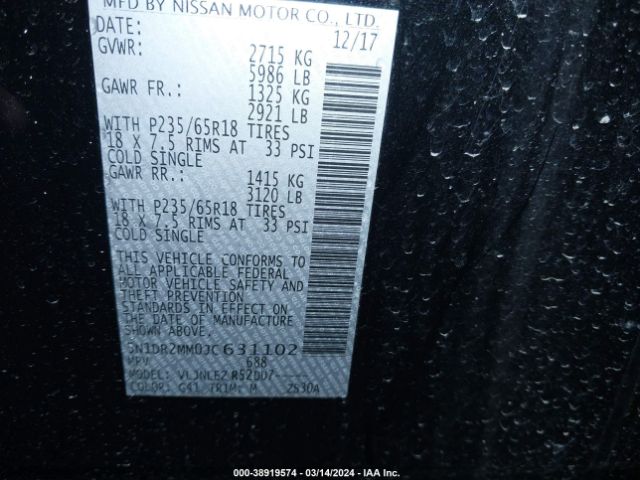 MFD BY NISSAN MOTOR CO., LTD.
DATE: 12/17
GVWR: 2715 KG
5986 LB
GAWR FR.: 1325 KG
2921 LB
WITH P235/65R18 TIRES
18 X 7.5 RIMS AT 33 PSI
COLD SINGLE
GAWR RR.: 1415 KG
3120 LB
WITH P235/65R18 TIRES
18 X 7.5 RIMS AT 33 PSI
COLD SINGLE
THIS VEHICLE CONFORMS TO
ALL APPLICABLE FEDERAL
MOTOR VEHICLE SAFETY AND
THEFT PREVENTION
STANDARDS IN EFFECT ON
THE DATE OF MANUFACTURE
SHOWN ABOVE.
5N1DR2MM0JC631102
MPV 688
MODEL: VLJNLE2 R52DU7-----
COLOR: G41 TRIM: M 2530A
000-38919574 - 03/14/2024 - IAA Inc.